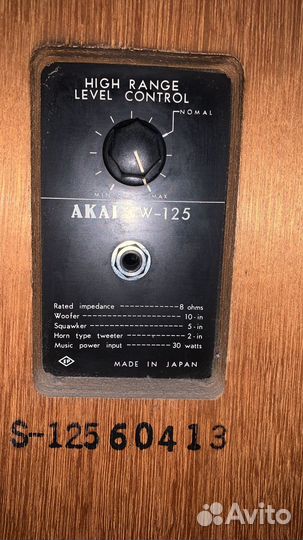 HIGH RANGE
LEVEL CONTROL
NOMAL
MIN MAX
AKAI W-125
Rated impedance 8 ohms
Woofer 10-in
Squawker 5-in
Horn type tweeter 2-in
Music power input 30 watts
MADE IN JAPAN
S-125 60413
Avito